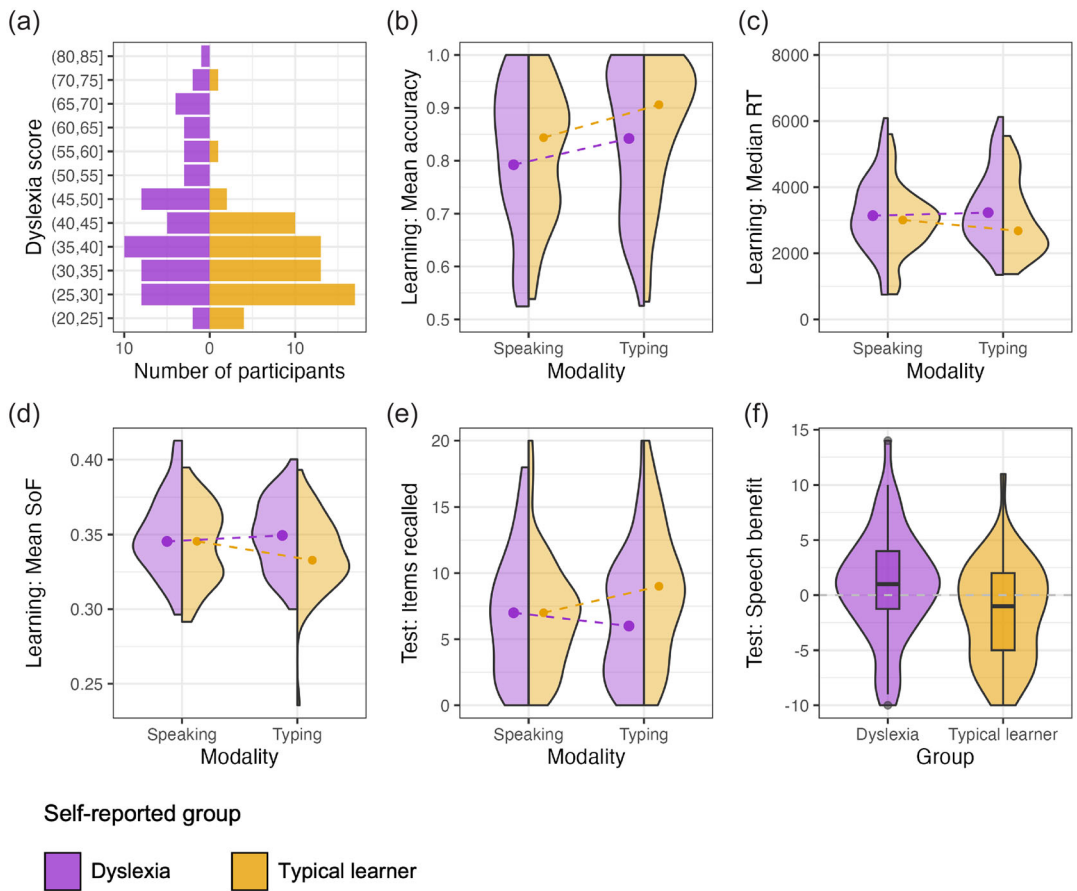 (a)
Dyslexia score
(80,85]
(70,75]
(65,70]
(60,65]
(55,60]
(50,55]
(45,50]
(40,45]
(35,40]
(30,35]
(25,30]
(20,25]
10 0 10
Number of participants
(b)
Learning: Mean accuracy
1.0
0.9
0.8
0.7
0.6
0.5
Speaking Typing
Modality
(c)
Learning: Median RT
8000
6000
4000
2000
0
Speaking Typing
Modality
(d)
Learning: Mean SoF
0.40
0.35
0.30
0.25
Speaking Typing
Modality
(e)
Test: Items recalled
20
15
10
5
0
Speaking Typing
Modality
(f)
Test: Speech benefit
15
10
5
0
-5
-10
Dyslexia Typical learner
Group
Self-reported group
Dyslexia Typical learner